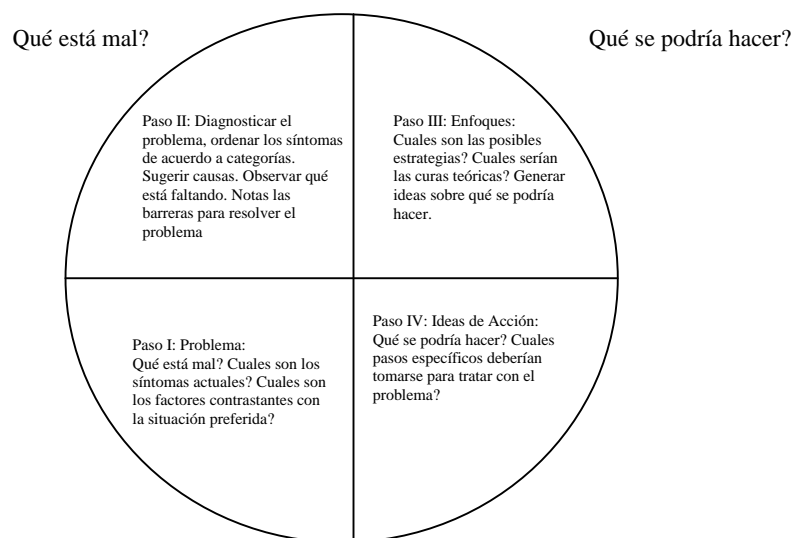 Qué está mal?
Qué se podría hacer?
Paso II: Diagnosticar el
problema, ordenar los síntomas
de acuerdo a categorías.
Sugerir causas. Observar qué
está faltando. Notas las
barreras para resolver el
problema
Paso III: Enfoques:
Cuales son las posibles
estrategias? Cuales serían
las curas teóricas? Generar
ideas sobre qué se podría
hacer.
Paso I: Problema:
Qué está mal? Cuales son los
síntomas actuales? Cuales son
los factores contrastantes con
la situación preferida?
Paso IV: Ideas de Acción:
Qué se podría hacer? Cuales
pasos específicos deberían
tomarse para tratar con el
problema?